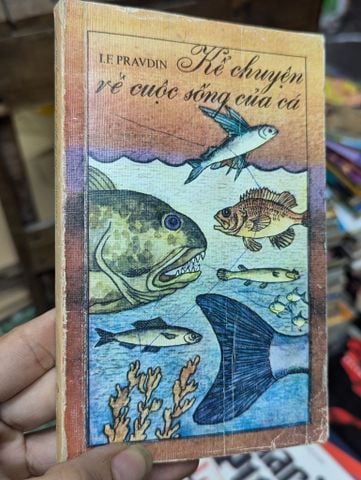 I.F. PRAVDIN
Kể chuyện
về cuộc sống của cá